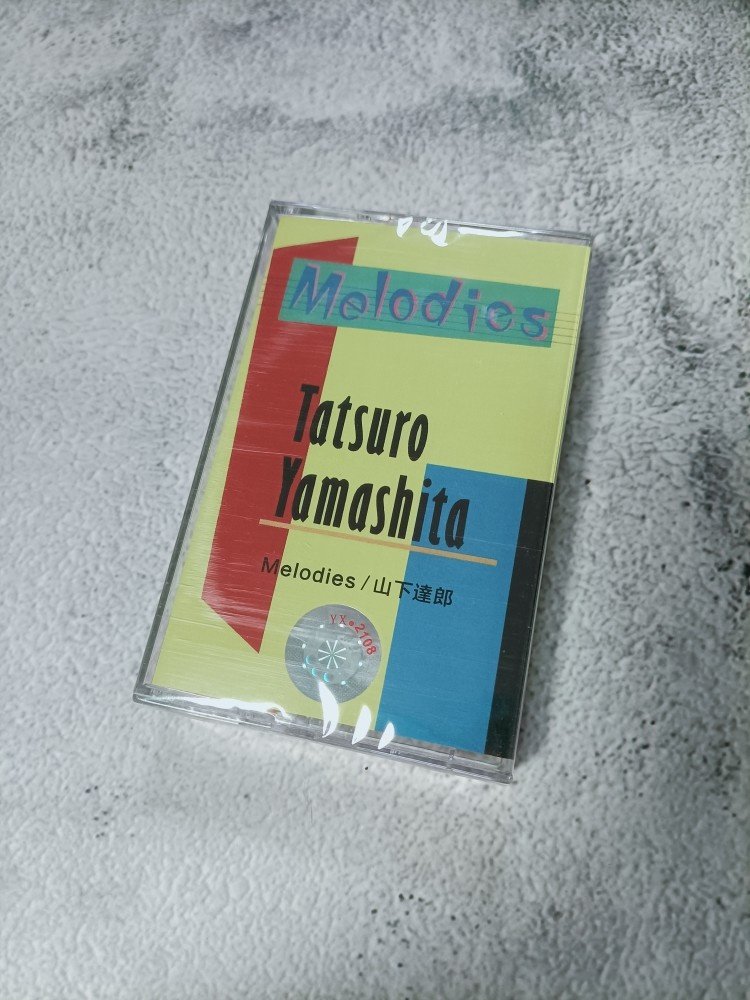 Melodies
Tatsuro
Yamashita
Melodies/山下達郎
YX●2108